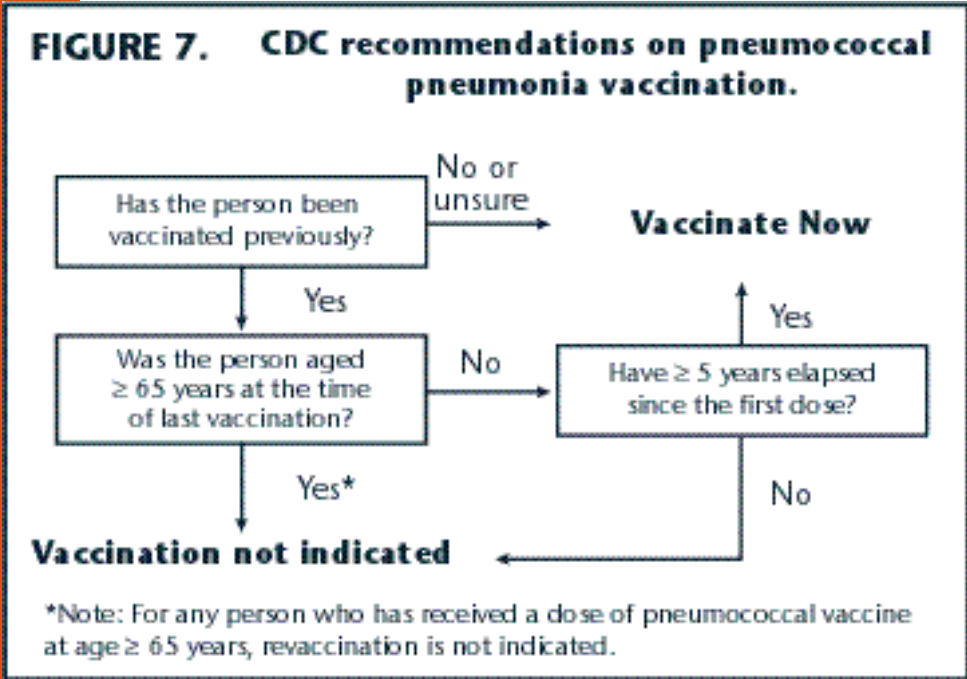 FIGURE 7. CDC recommendations on pneumococcal
pneumonia vaccination.
No or
unsure
Has the person been
vaccinated previously?
Vaccinate Now
Yes
Yes
Was the person aged
≥ 65 years at the time
of last vaccination?
No
Have ≥ 5 years elapsed
since the first dose?
Yes*
No
Vaccination not indicated
*Note: For any person who has received a dose of pneumococcal vaccine
at age ≥ 65 years, revaccination is not indicated.